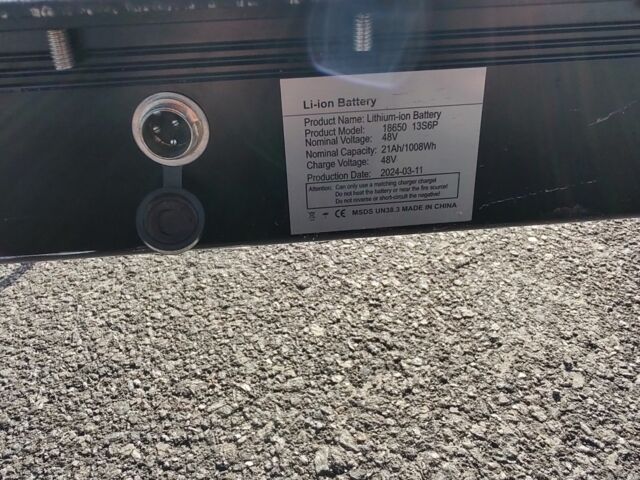 Li-ion Battery
Product Name: Lithium-ion Battery
Product Model: 18650 13S6P
Nominal Voltage: 48V
Nominal Capacity: 21Ah/1008Wh
Charge Voltage: 48V
Production Date: 2024-03-11
Attention: Can only use a matching charger charge!
Do not heat the battery or near the fire source!
Do not reverse or short-circuit the negative!
CE MSDS UN38.3 MADE IN CHINA